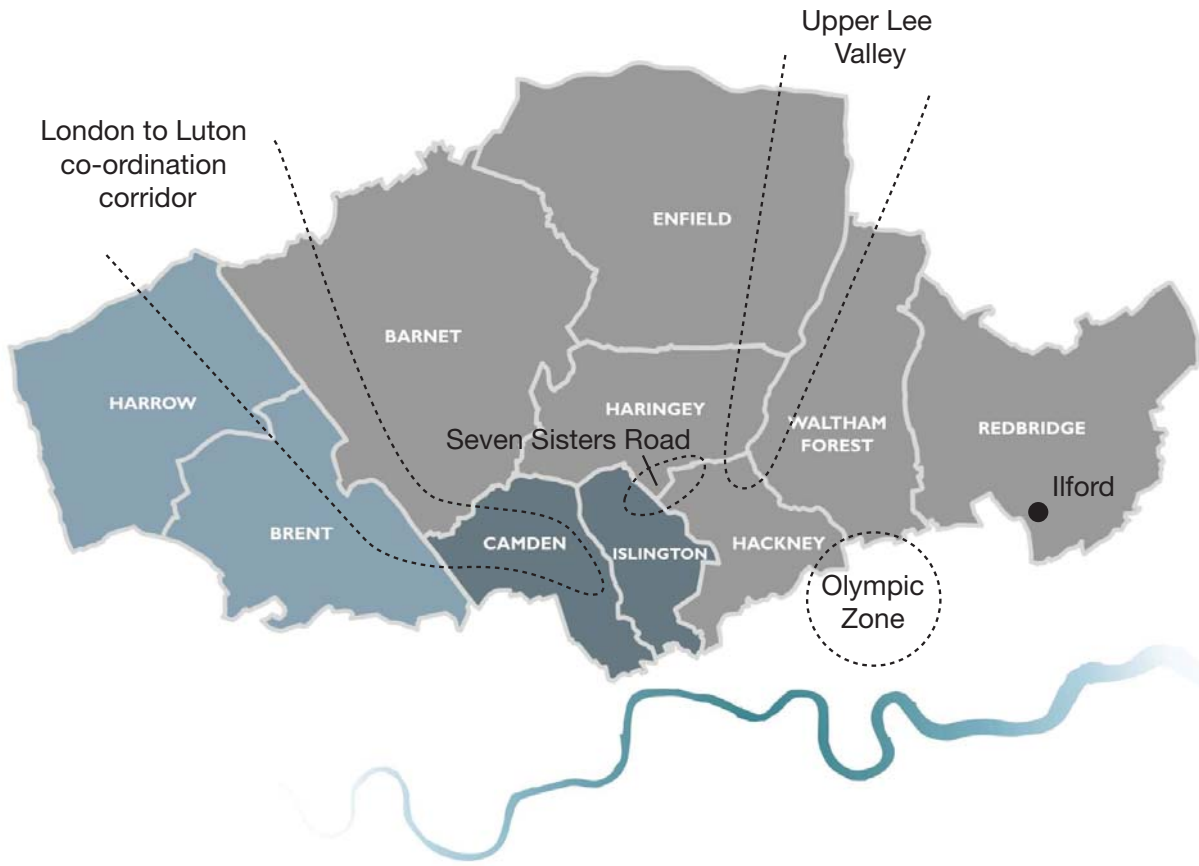 Upper Lee
Valley
London to Luton
co-ordination
corridor
ENFIELD
BARNET
HARROW
HARINGEY
WALTHAM
FOREST
REDBRIDGE
Seven Sisters Road
Ilford
BRENT
CAMDEN
ISLINGTON
HACKNEY
Olympic
Zone